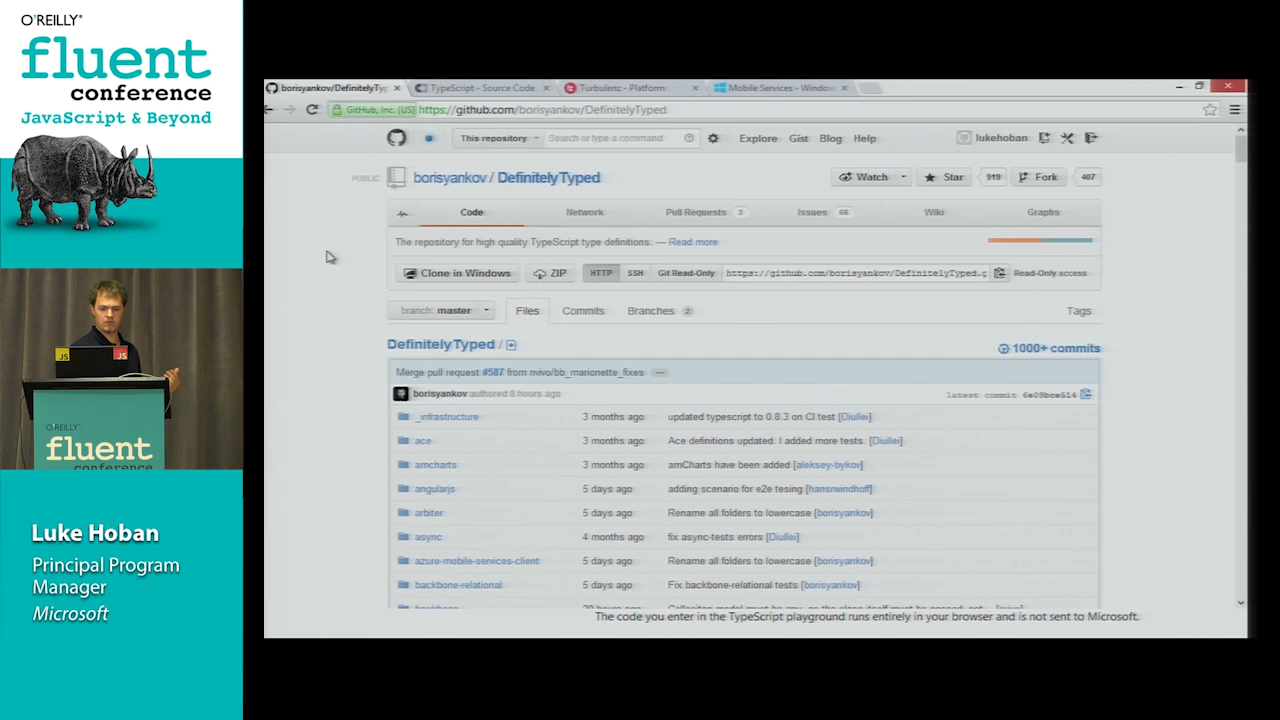 O'REILLY®
fluent
conference
JavaScript & Beyond
JS JS
O'REILLY
fluent
conference
Luke Hoban
Principal Program
Manager
Microsoft
borisyankov/DefinitelyTyp × TypeScript - Source Code × Turbulenz - Platform × Mobile Services - Window ×
GitHub, Inc. [US] https://github.com/borisyankov/DefinitelyTyped
This repository Search or type a command Explore Gist Blog Help lukehoban
PUBLIC borisyankov / DefinitelyTyped Watch Star 919 Fork 407
Code Network Pull Requests 3 Issues 66 Wiki Graphs
The repository for high quality TypeScript type definitions. — Read more
Clone in Windows ZIP HTTP SSH Git Read-Only https://github.com/borisyankov/DefinitelyTyped.g Read-Only access
branch: master Files Commits Branches 2 Tags
DefinitelyTyped / 1000+ commits
Merge pull request #587 from nvivo/bb_marionette_fixes
borisyankov authored 8 hours ago latest commit
_infrastructure 3 months ago updated typescript to 0.8.3 on CI test [Diullei]
ace 3 months ago Ace definitions updated. I added more tests. [Diullei]
amcharts 3 months ago amCharts have been added [aleksey-bykov]
angularjs 5 days ago adding scenario for e2e tesing [hansrwindhoff]
arbiter 5 days ago Rename all folders to lowercase [borisyankov]
async 4 months ago fix async-tests errors [Diullei]
azure-mobile-services-client 5 days ago Rename all folders to lowercase [borisyankov]
backbone-relational 5 days ago Fix backbone-relational tests [borisyankov]
The code you enter in the TypeScript playground runs entirely in your browser and is not sent to Microsoft.